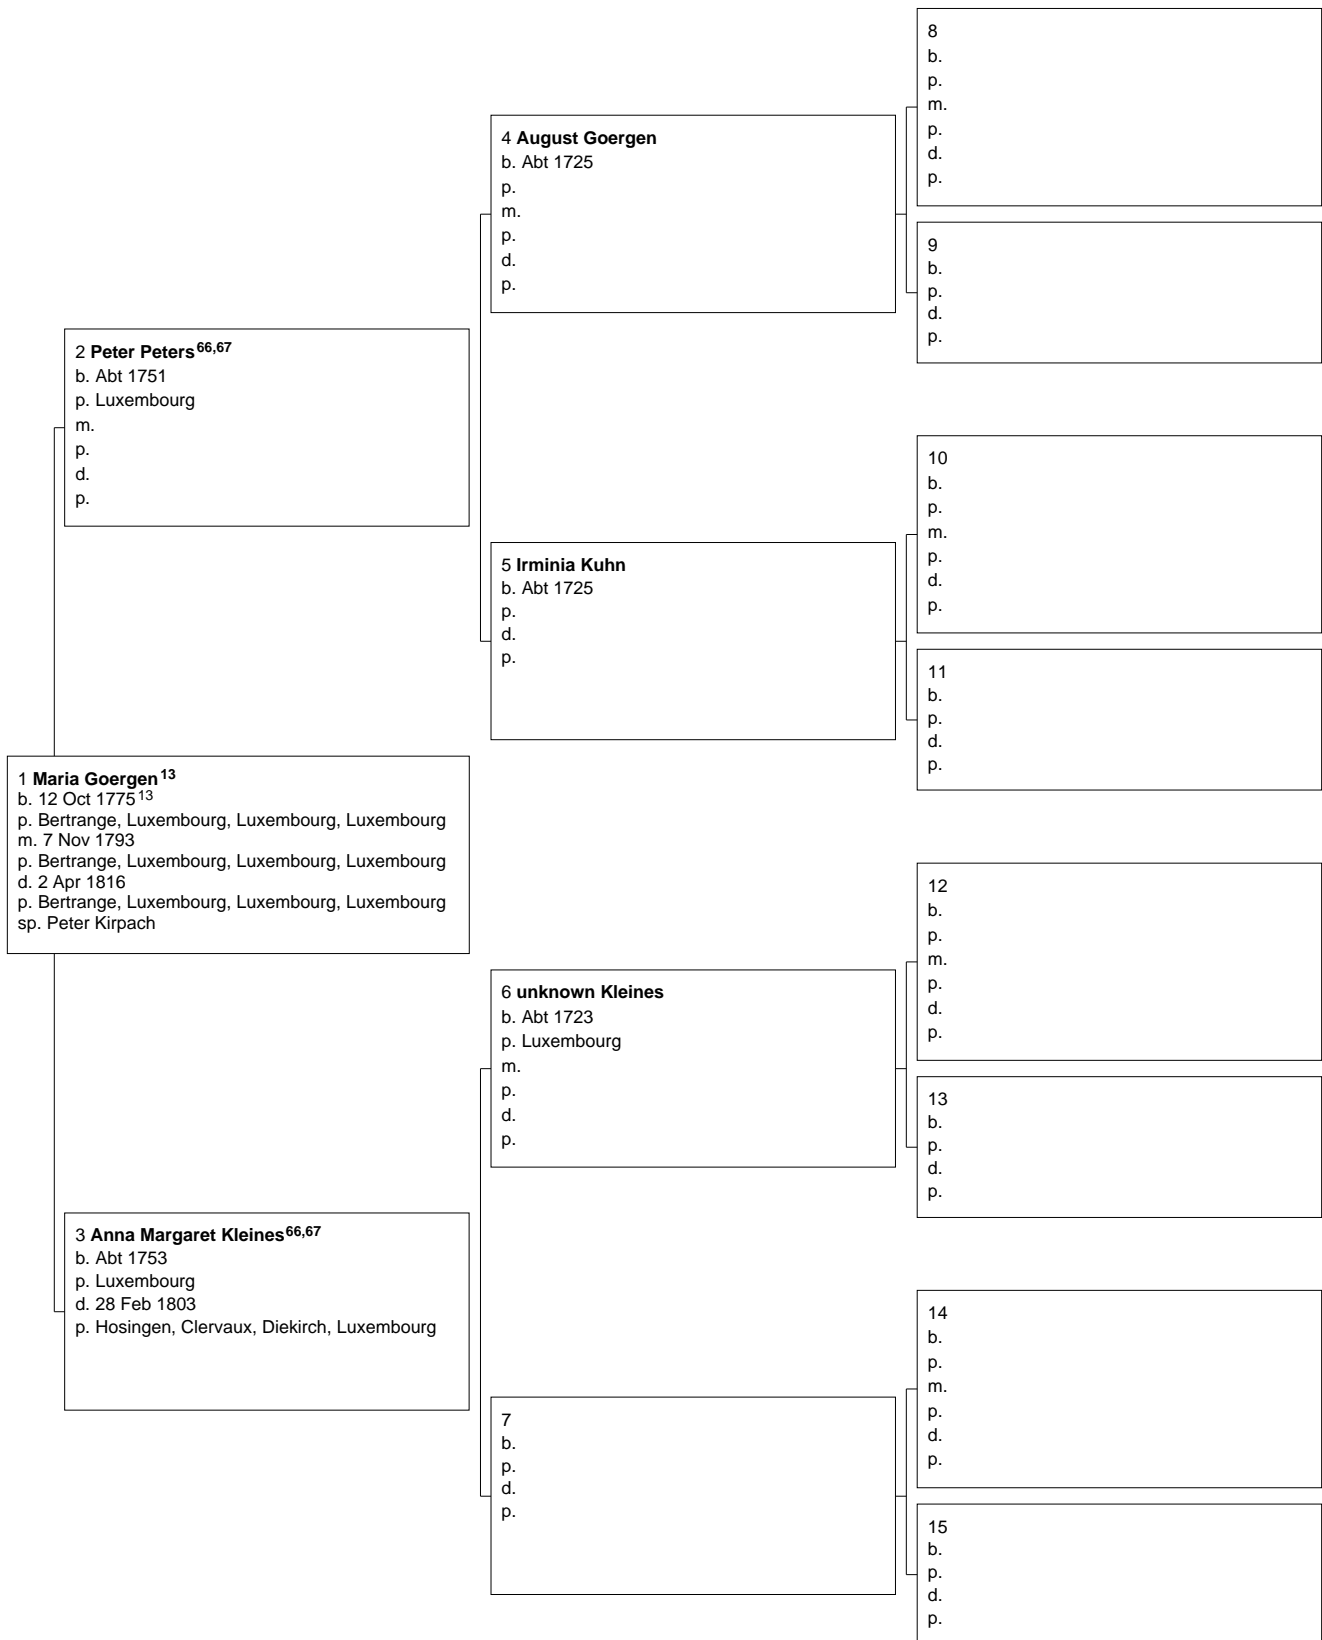 8
b.
p.
m.
p.
d.
p.
4 August Goergen
b. Abt 1725
p.
m.
p.
d.
p.
9
b.
p.
d.
p.
2 Peter Peters66,67
b. Abt 1751
p. Luxembourg
m.
p.
d.
p.
10
b.
p.
m.
p.
d.
p.
5 Irminia Kuhn
b. Abt 1725
p.
d.
p.
11
b.
p.
d.
p.
1 Maria Goergen13
b. 12 Oct 177513
p. Bertrange, Luxembourg, Luxembourg, Luxembourg
m. 7 Nov 1793
p. Bertrange, Luxembourg, Luxembourg, Luxembourg
d. 2 Apr 1816
p. Bertrange, Luxembourg, Luxembourg, Luxembourg
sp. Peter Kirpach
12
b.
p.
m.
p.
d.
p.
6 unknown Kleines
b. Abt 1723
p. Luxembourg
m.
p.
d.
p.
13
b.
p.
d.
p.
3 Anna Margaret Kleines66,67
b. Abt 1753
p. Luxembourg
d. 28 Feb 1803
p. Hosingen, Clervaux, Diekirch, Luxembourg
14
b.
p.
m.
p.
d.
p.
7
b.
p.
d.
p.
15
b.
p.
d.
p.